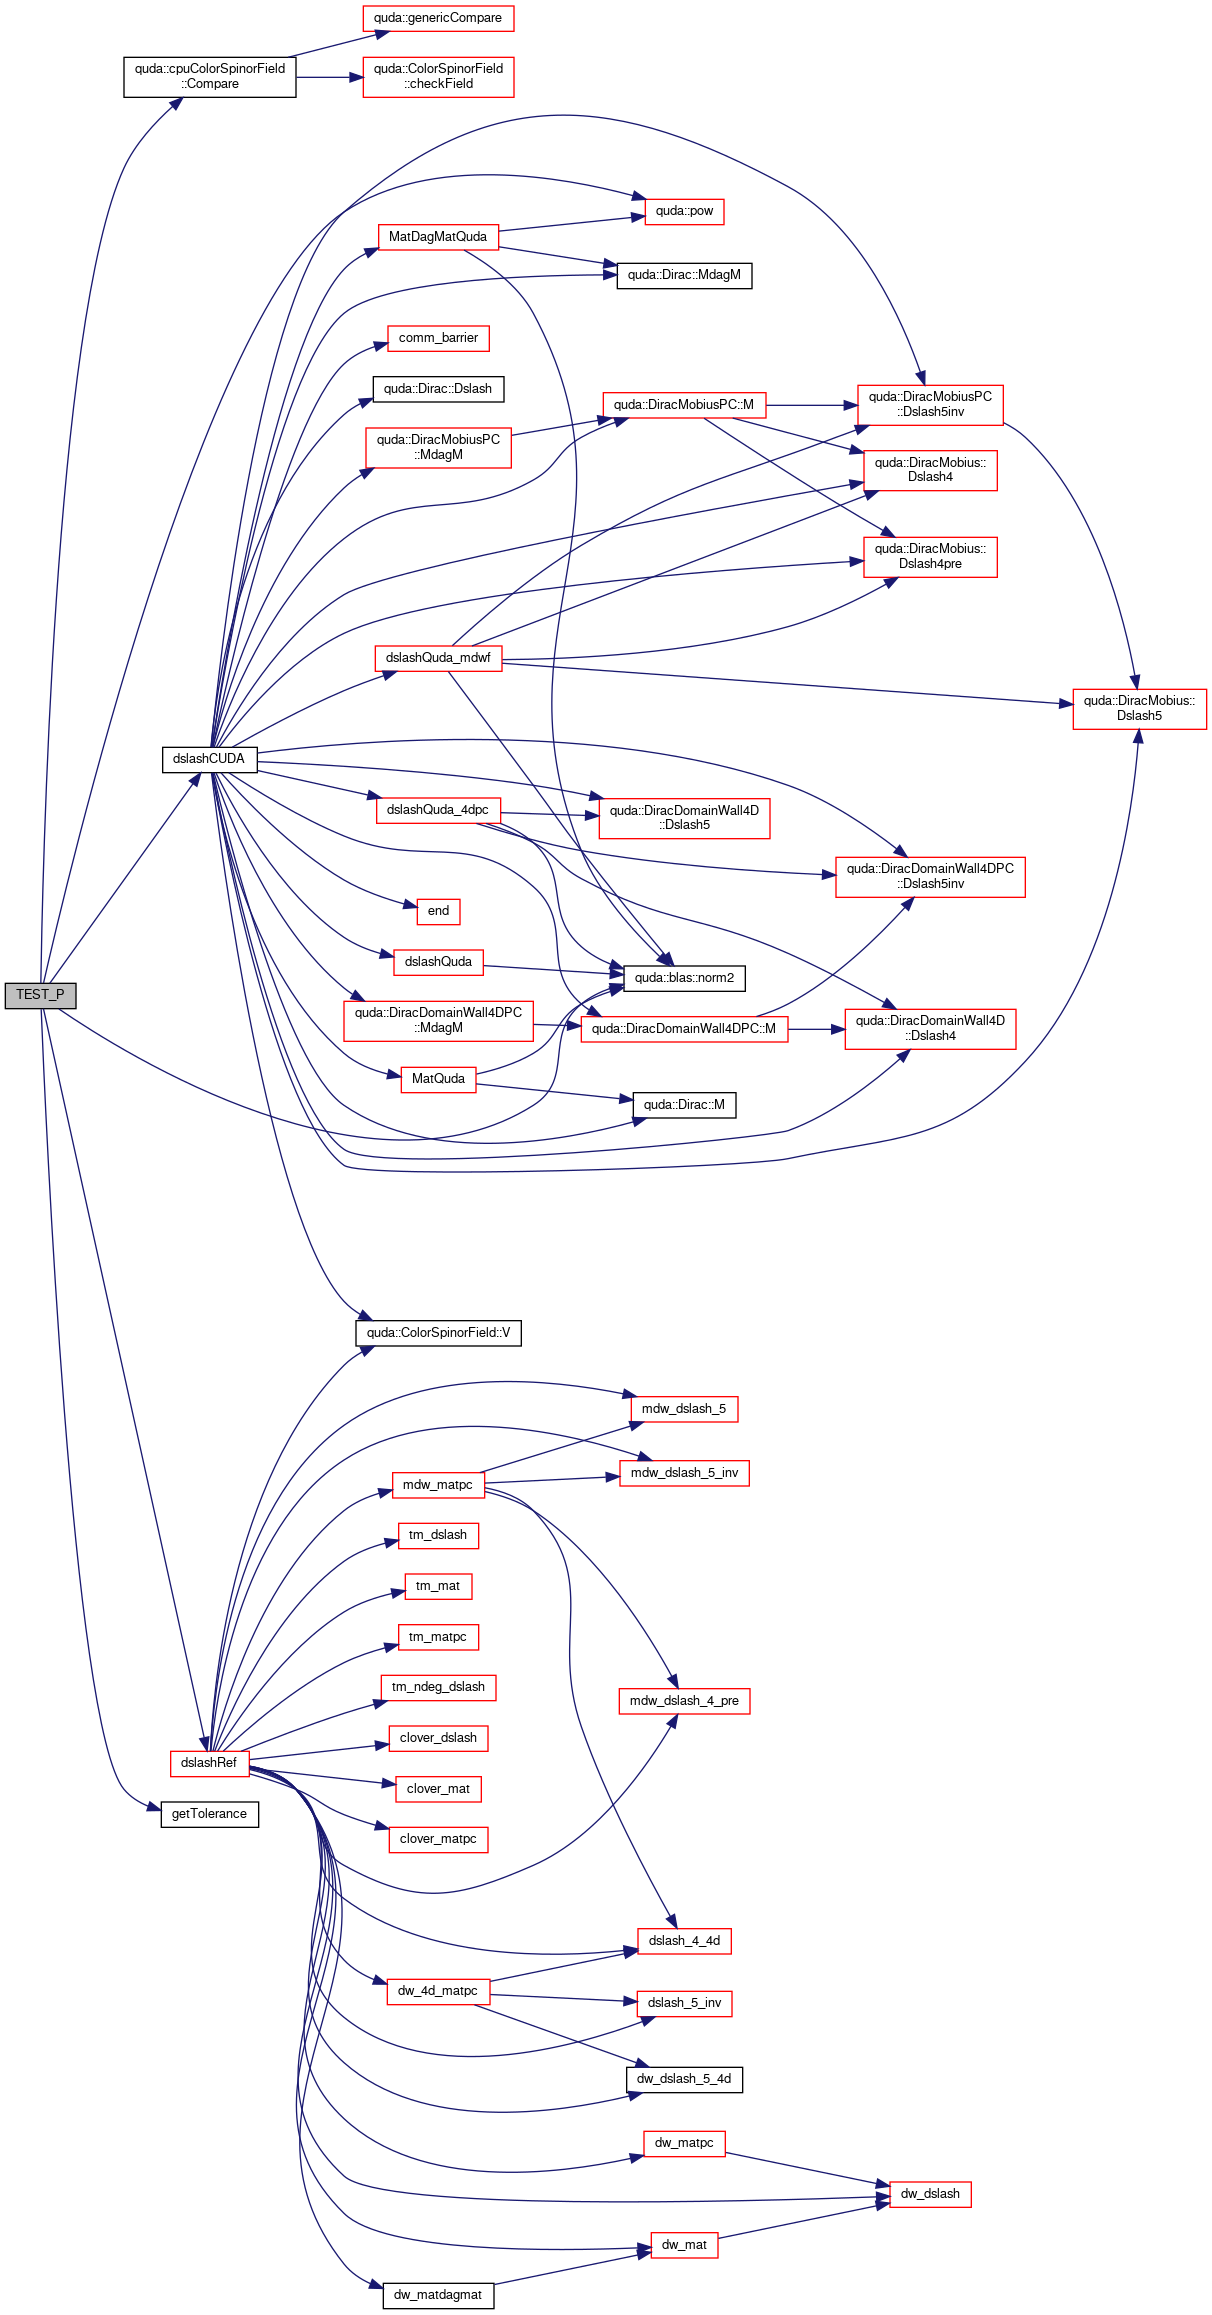 quda::genericCompare
quda::cpuColorSpinorField
::Compare
quda::ColorSpinorField
::checkField
quda::pow
MatDagMatQuda
quda::Dirac::MdagM
comm_barrier
quda::Dirac::Dslash
quda::DiracMobiusPC::M
quda::DiracMobiusPC
::Dslash5inv
quda::DiracMobiusPC
::MdagM
quda::DiracMobius::
Dslash4
quda::DiracMobius::
Dslash4pre
dslashQuda_mdwf
quda::DiracMobius::
Dslash5
dslashCUDA
dslashQuda_4dpc
quda::DiracDomainWall4D
::Dslash5
quda::DiracDomainWall4DPC
::Dslash5inv
end
dslashQuda
quda::blas::norm2
TEST_P
quda::DiracDomainWall4DPC
::MdagM
quda::DiracDomainWall4DPC::M
quda::DiracDomainWall4D
::Dslash4
MatQuda
quda::Dirac::M
quda::ColorSpinorField::V
mdw_dslash_5
mdw_dslash_5_inv
mdw_matpc
tm_dslash
tm_mat
tm_matpc
tm_ndeg_dslash
mdw_dslash_4_pre
clover_dslash
dslashRef
clover_mat
getTolerance
clover_matpc
dslash_4_4d
dw_4d_matpc
dslash_5_inv
dw_dslash_5_4d
dw_matpc
dw_dslash
dw_mat
dw_matdagmat